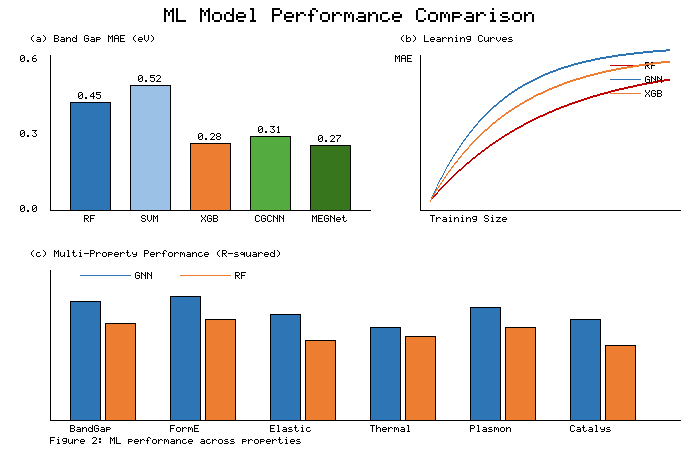 ML Model Performance Comparison
(a) Band Gap MAE (eV)
0.6
0.3
0.0
0.45
0.52
0.28
0.31
0.27
RF SVM XGB CGCNN MEGNet
(b) Learning Curves
MAE
RF
GNN
XGB
Training Size
(c) Multi-Property Performance (R-squared)
GNN RF
BandGap FormE Elastic Thermal Plasmon Catalys
Figure 2: ML performance across properties